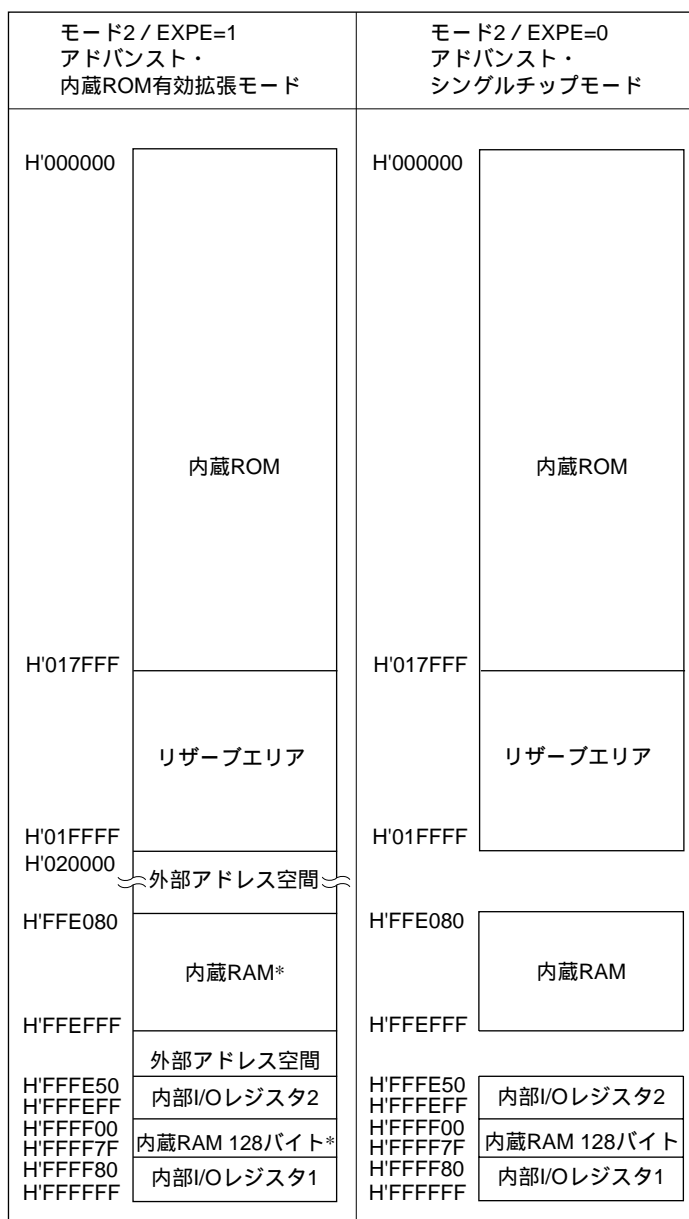 モード2 / EXPE=1
アドバンスト・
内蔵ROM有効拡張モード
H'000000
内蔵ROM
H'017FFF
リザーブエリア
H'01FFFF
H'020000
外部アドレス空間
H'FFE080
内蔵RAM*
H'FFEFFF
外部アドレス空間
H'FFFE50
内部I/Oレジスタ2
H'FFFEFF
H'FFFF00
内蔵RAM 128バイト*
H'FFFF7F
H'FFFF80
内部I/Oレジスタ1
H'FFFFFF
モード2 / EXPE=0
アドバンスト・
シングルチップモード
H'000000
内蔵ROM
H'017FFF
リザーブエリア
H'01FFFF
H'FFE080
内蔵RAM
H'FFEFFF
H'FFFE50
内部I/Oレジスタ2
H'FFFEFF
H'FFFF00
内蔵RAM 128バイト
H'FFFF7F
H'FFFF80
内部I/Oレジスタ1
H'FFFFFF